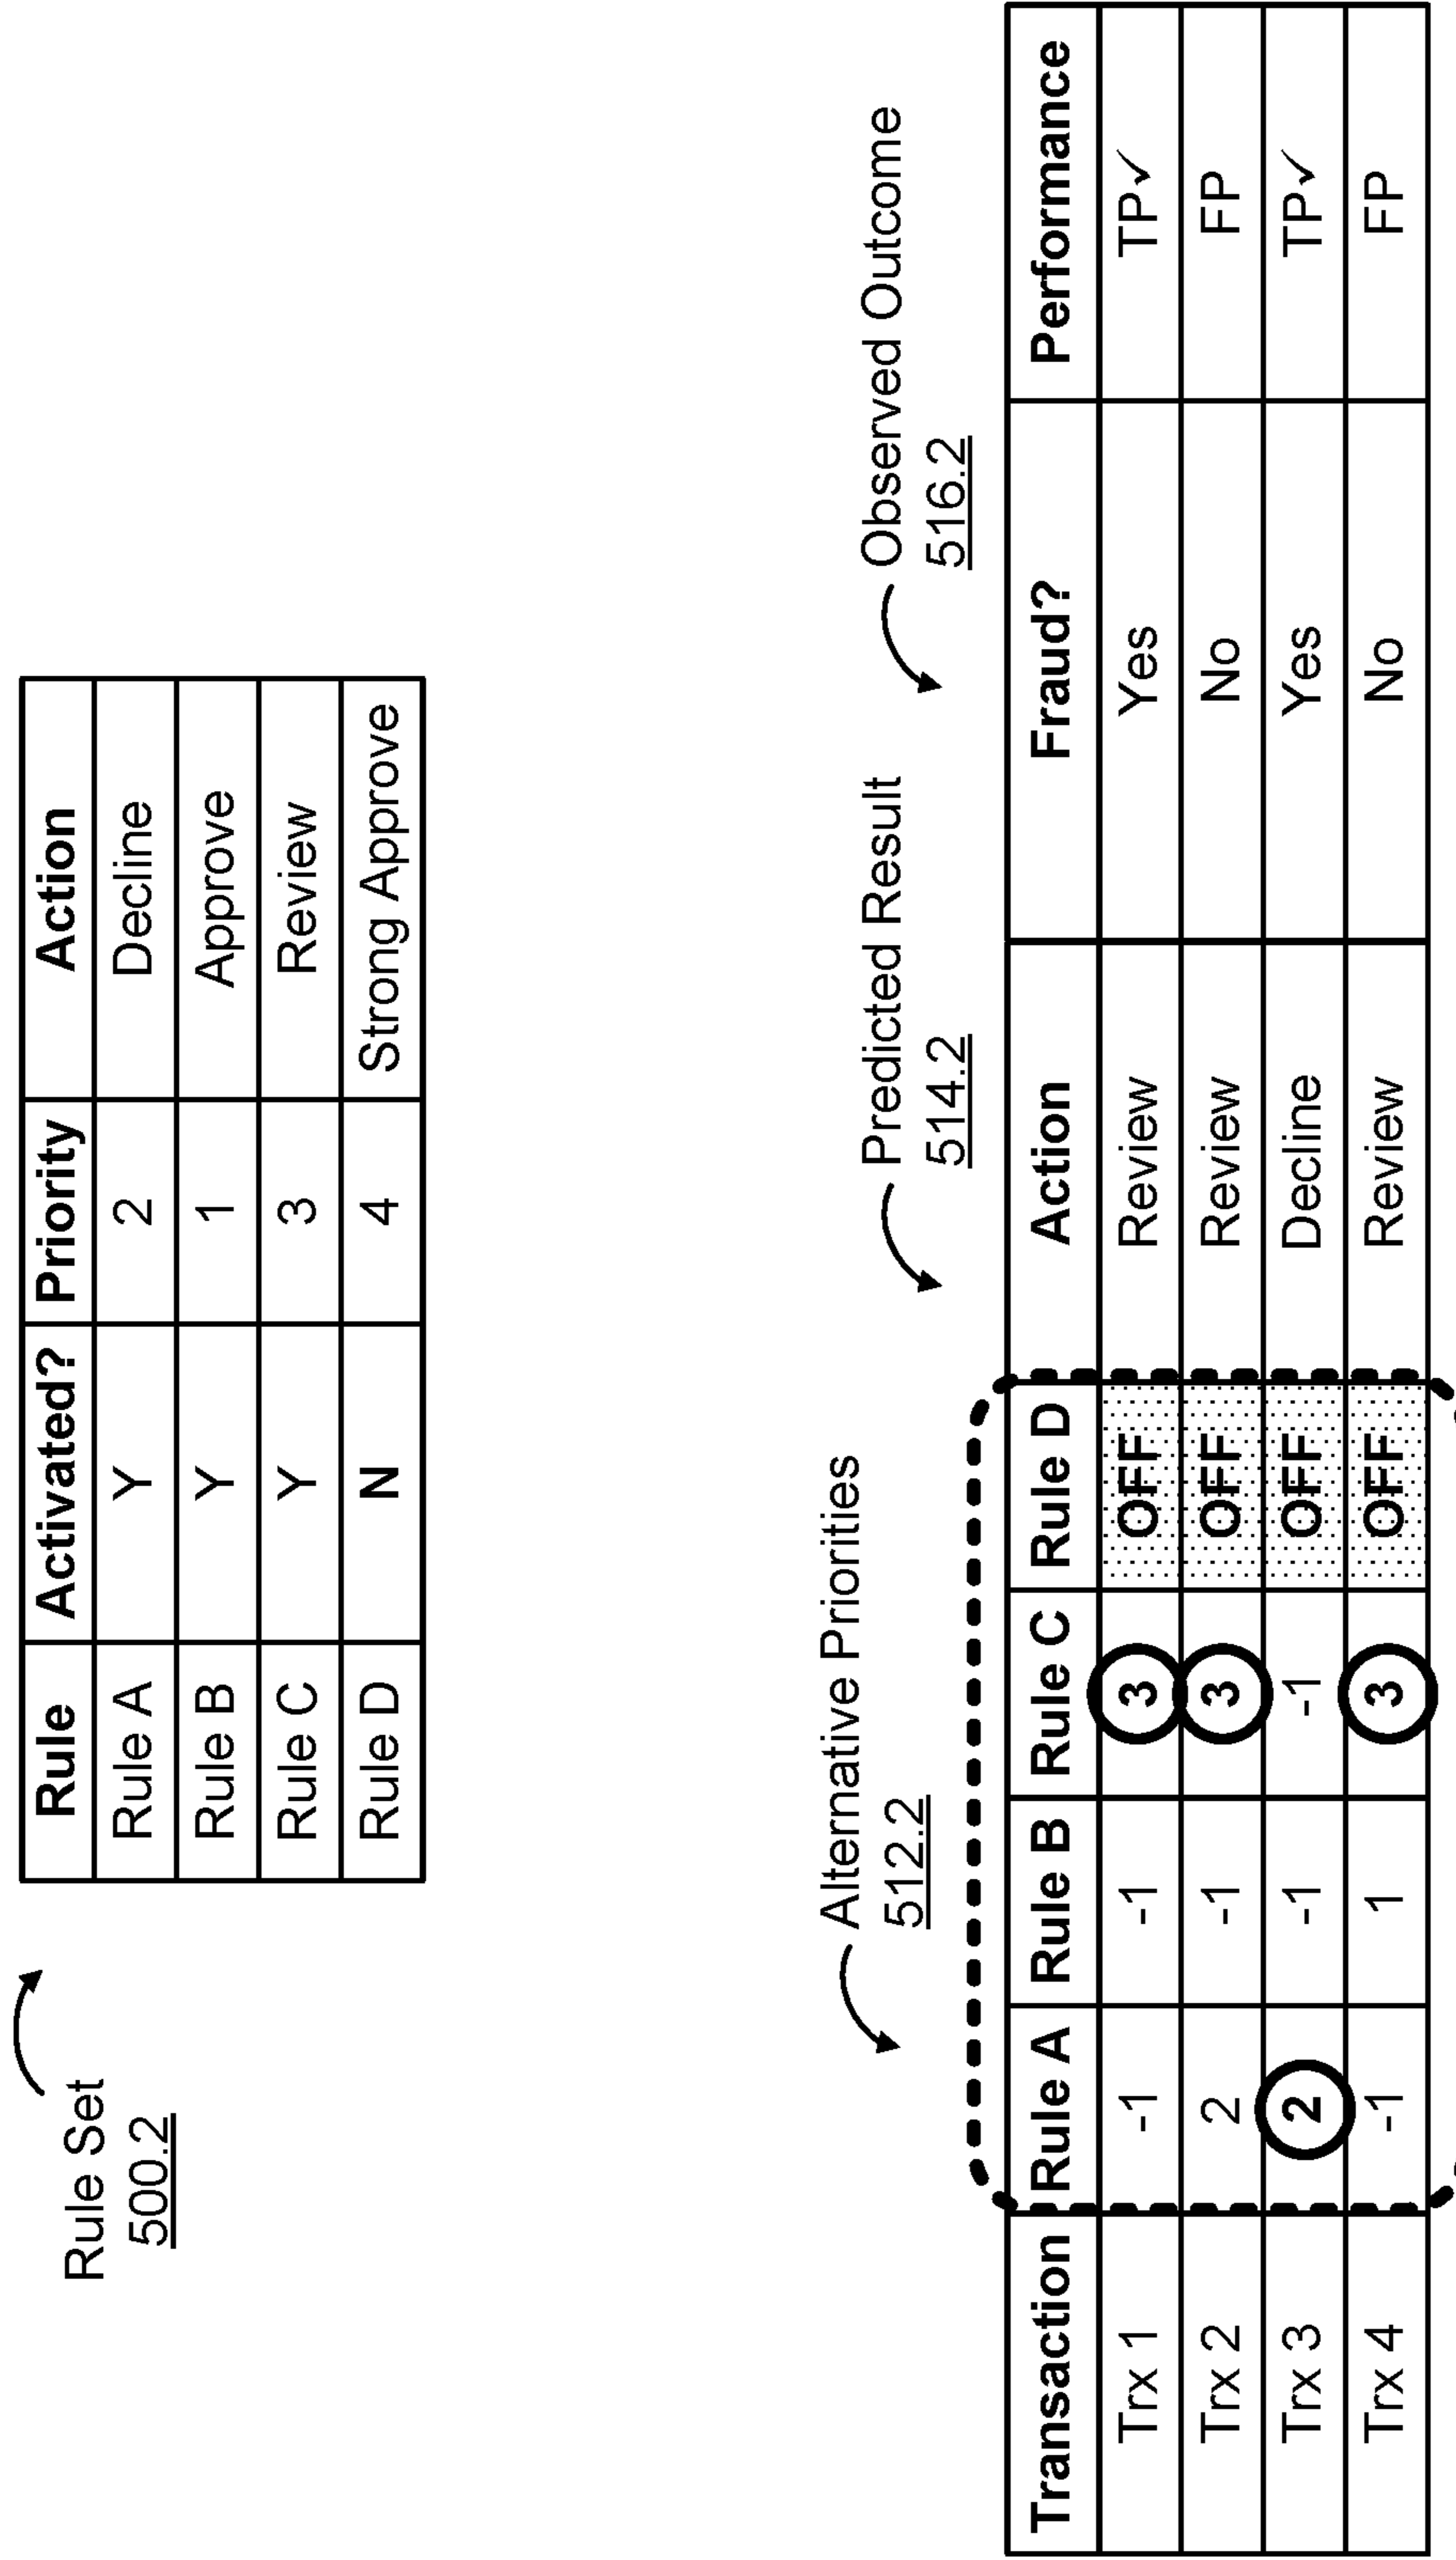 Rule Set
500.2
Rule Activated? Priority Action
Rule A Y 2 Decline
Rule B Y 1 Approve
Rule C Y 3 Review
Rule D N 4 Strong Approve
Alternative Priorities
512.2
Predicted Result
514.2
Observed Outcome
516.2
Transaction Rule A Rule B Rule C Rule D Action Fraud? Performance
Trx 1 -1 -1 3 OFF Review Yes TP✓
Trx 2 2 -1 3 OFF Review No FP
Trx 3 2 -1 -1 OFF Decline Yes TP✓
Trx 4 -1 1 3 OFF Review No FP